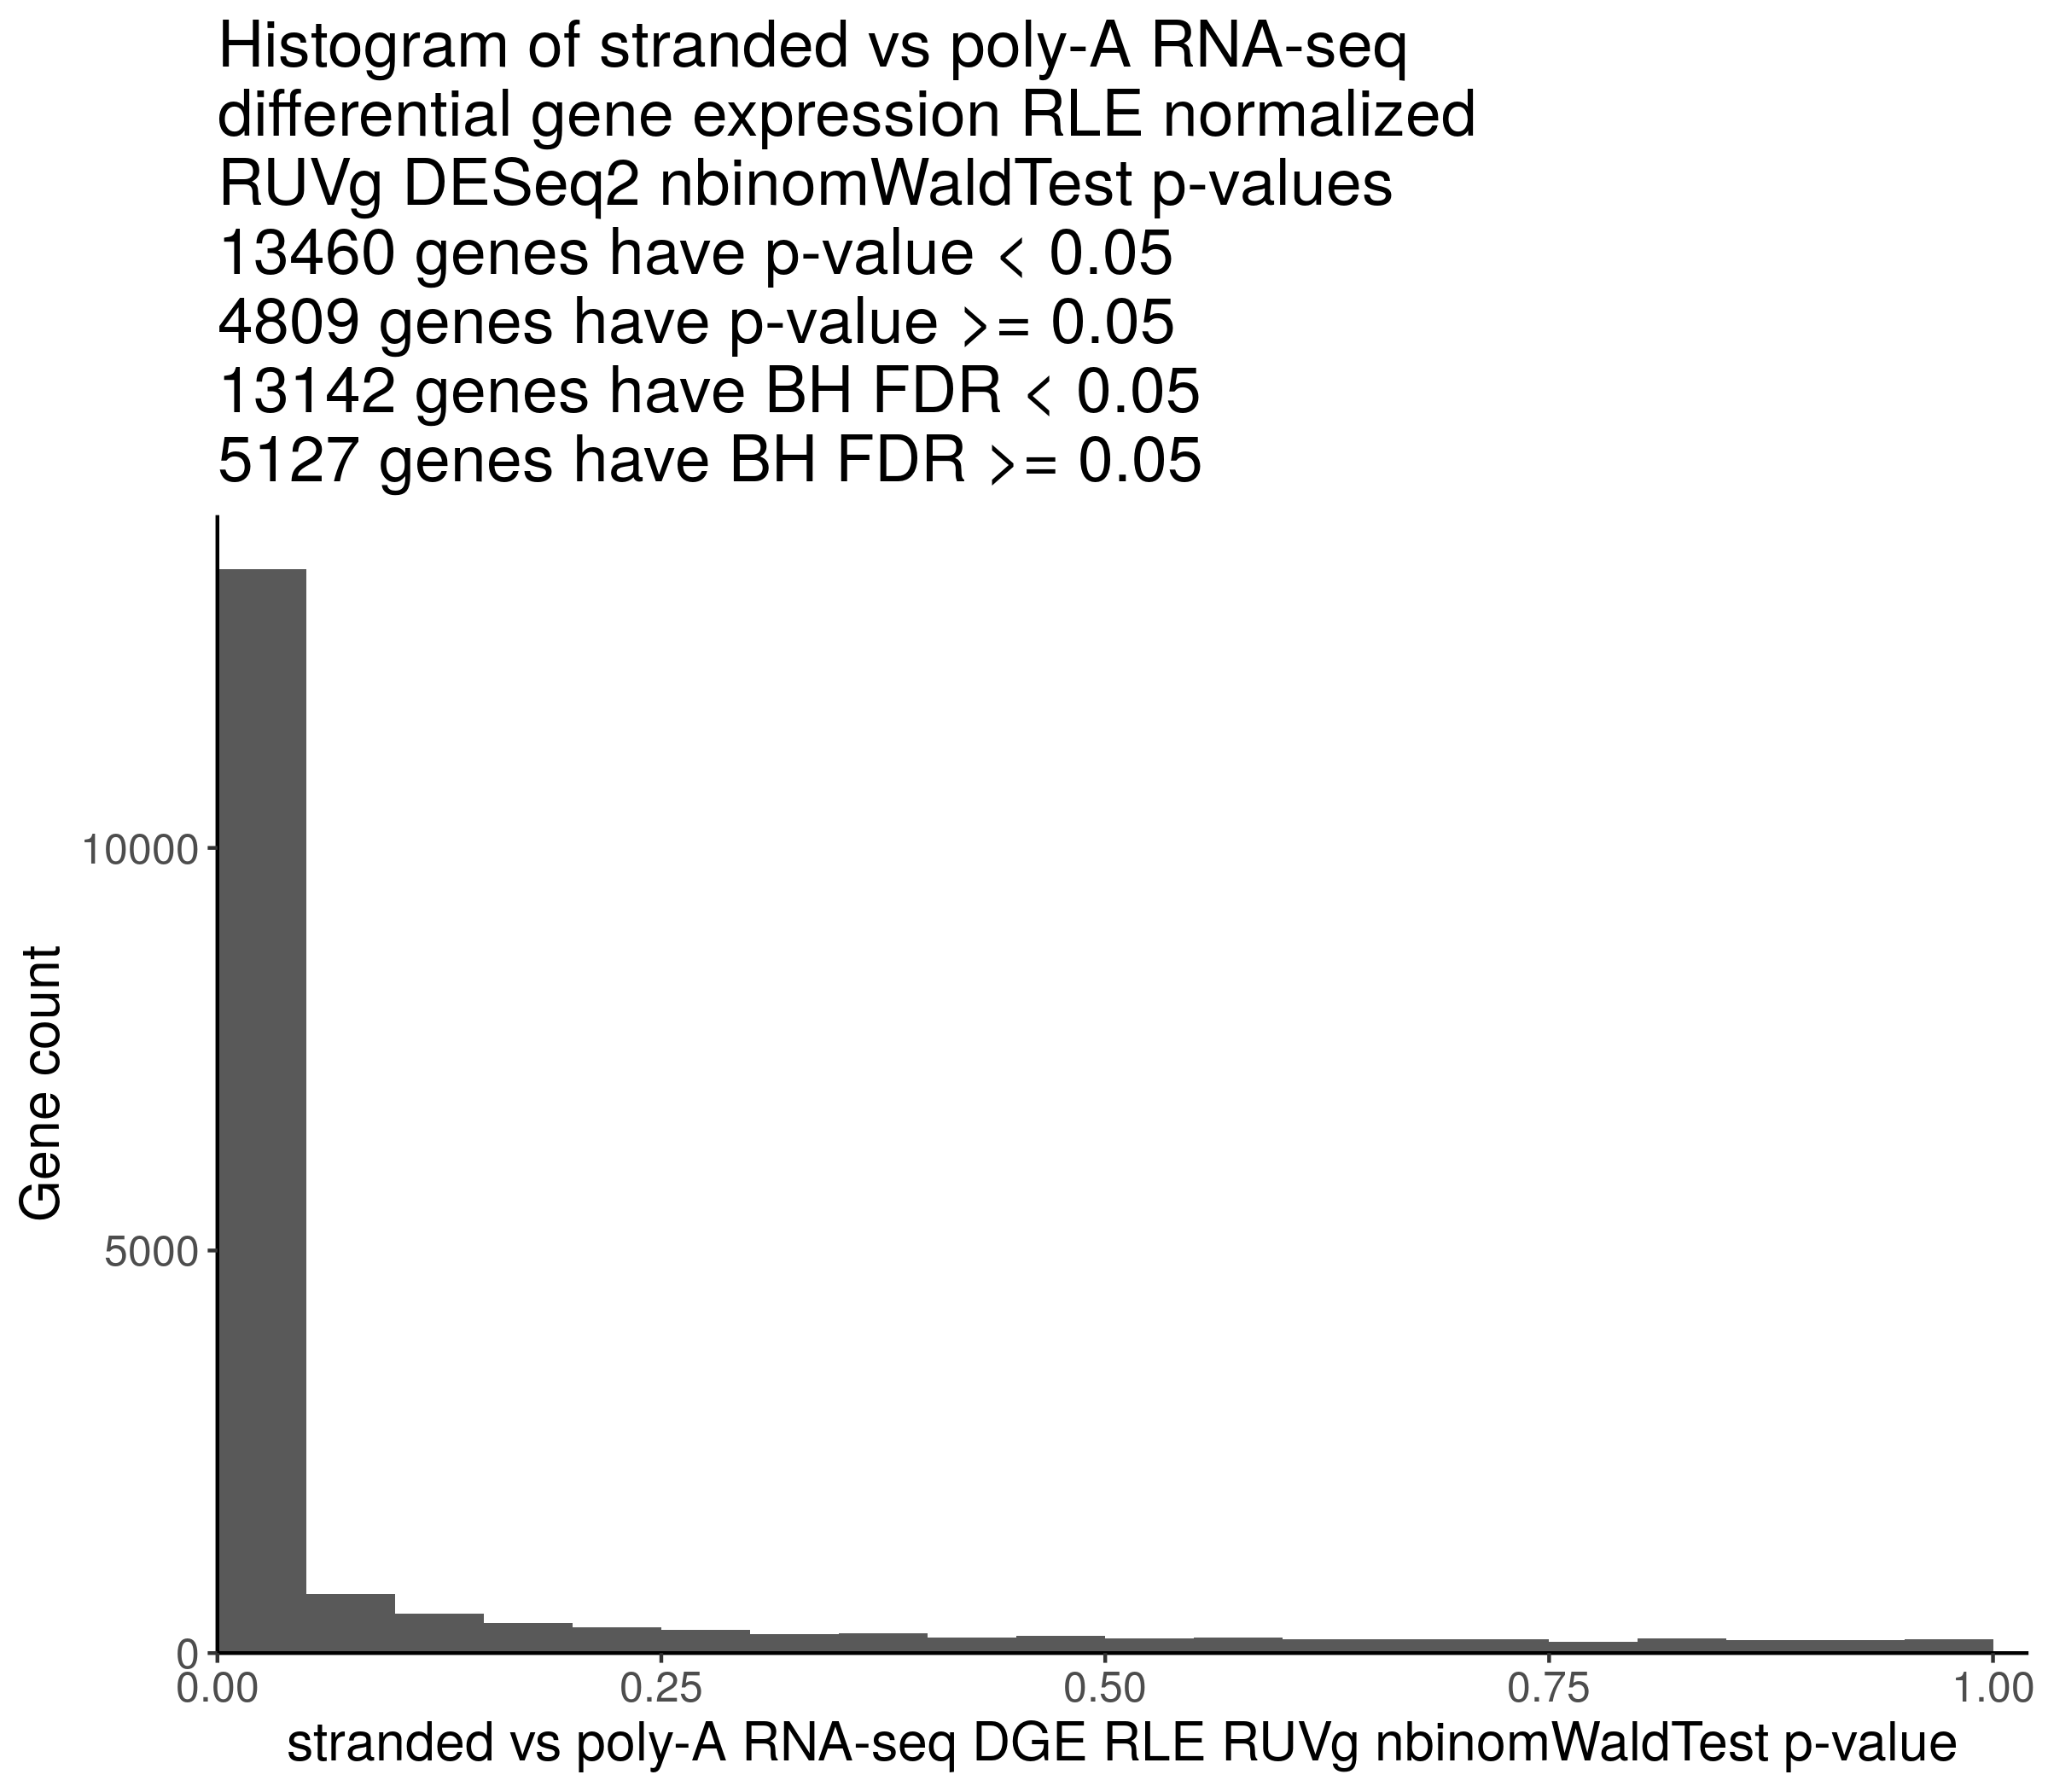 Histogram of stranded vs poly-A RNA-seq
differential gene expression RLE normalized
RUVg DESeq2 nbinomWaldTest p-values
13460 genes have p-value < 0.05
4809 genes have p-value >= 0.05
13142 genes have BH FDR < 0.05
5127 genes have BH FDR >= 0.05
10000
5000
0
Gene count
0.00 0.25 0.50 0.75 1.00
stranded vs poly-A RNA-seq DGE RLE RUVg nbinomWaldTest p-value